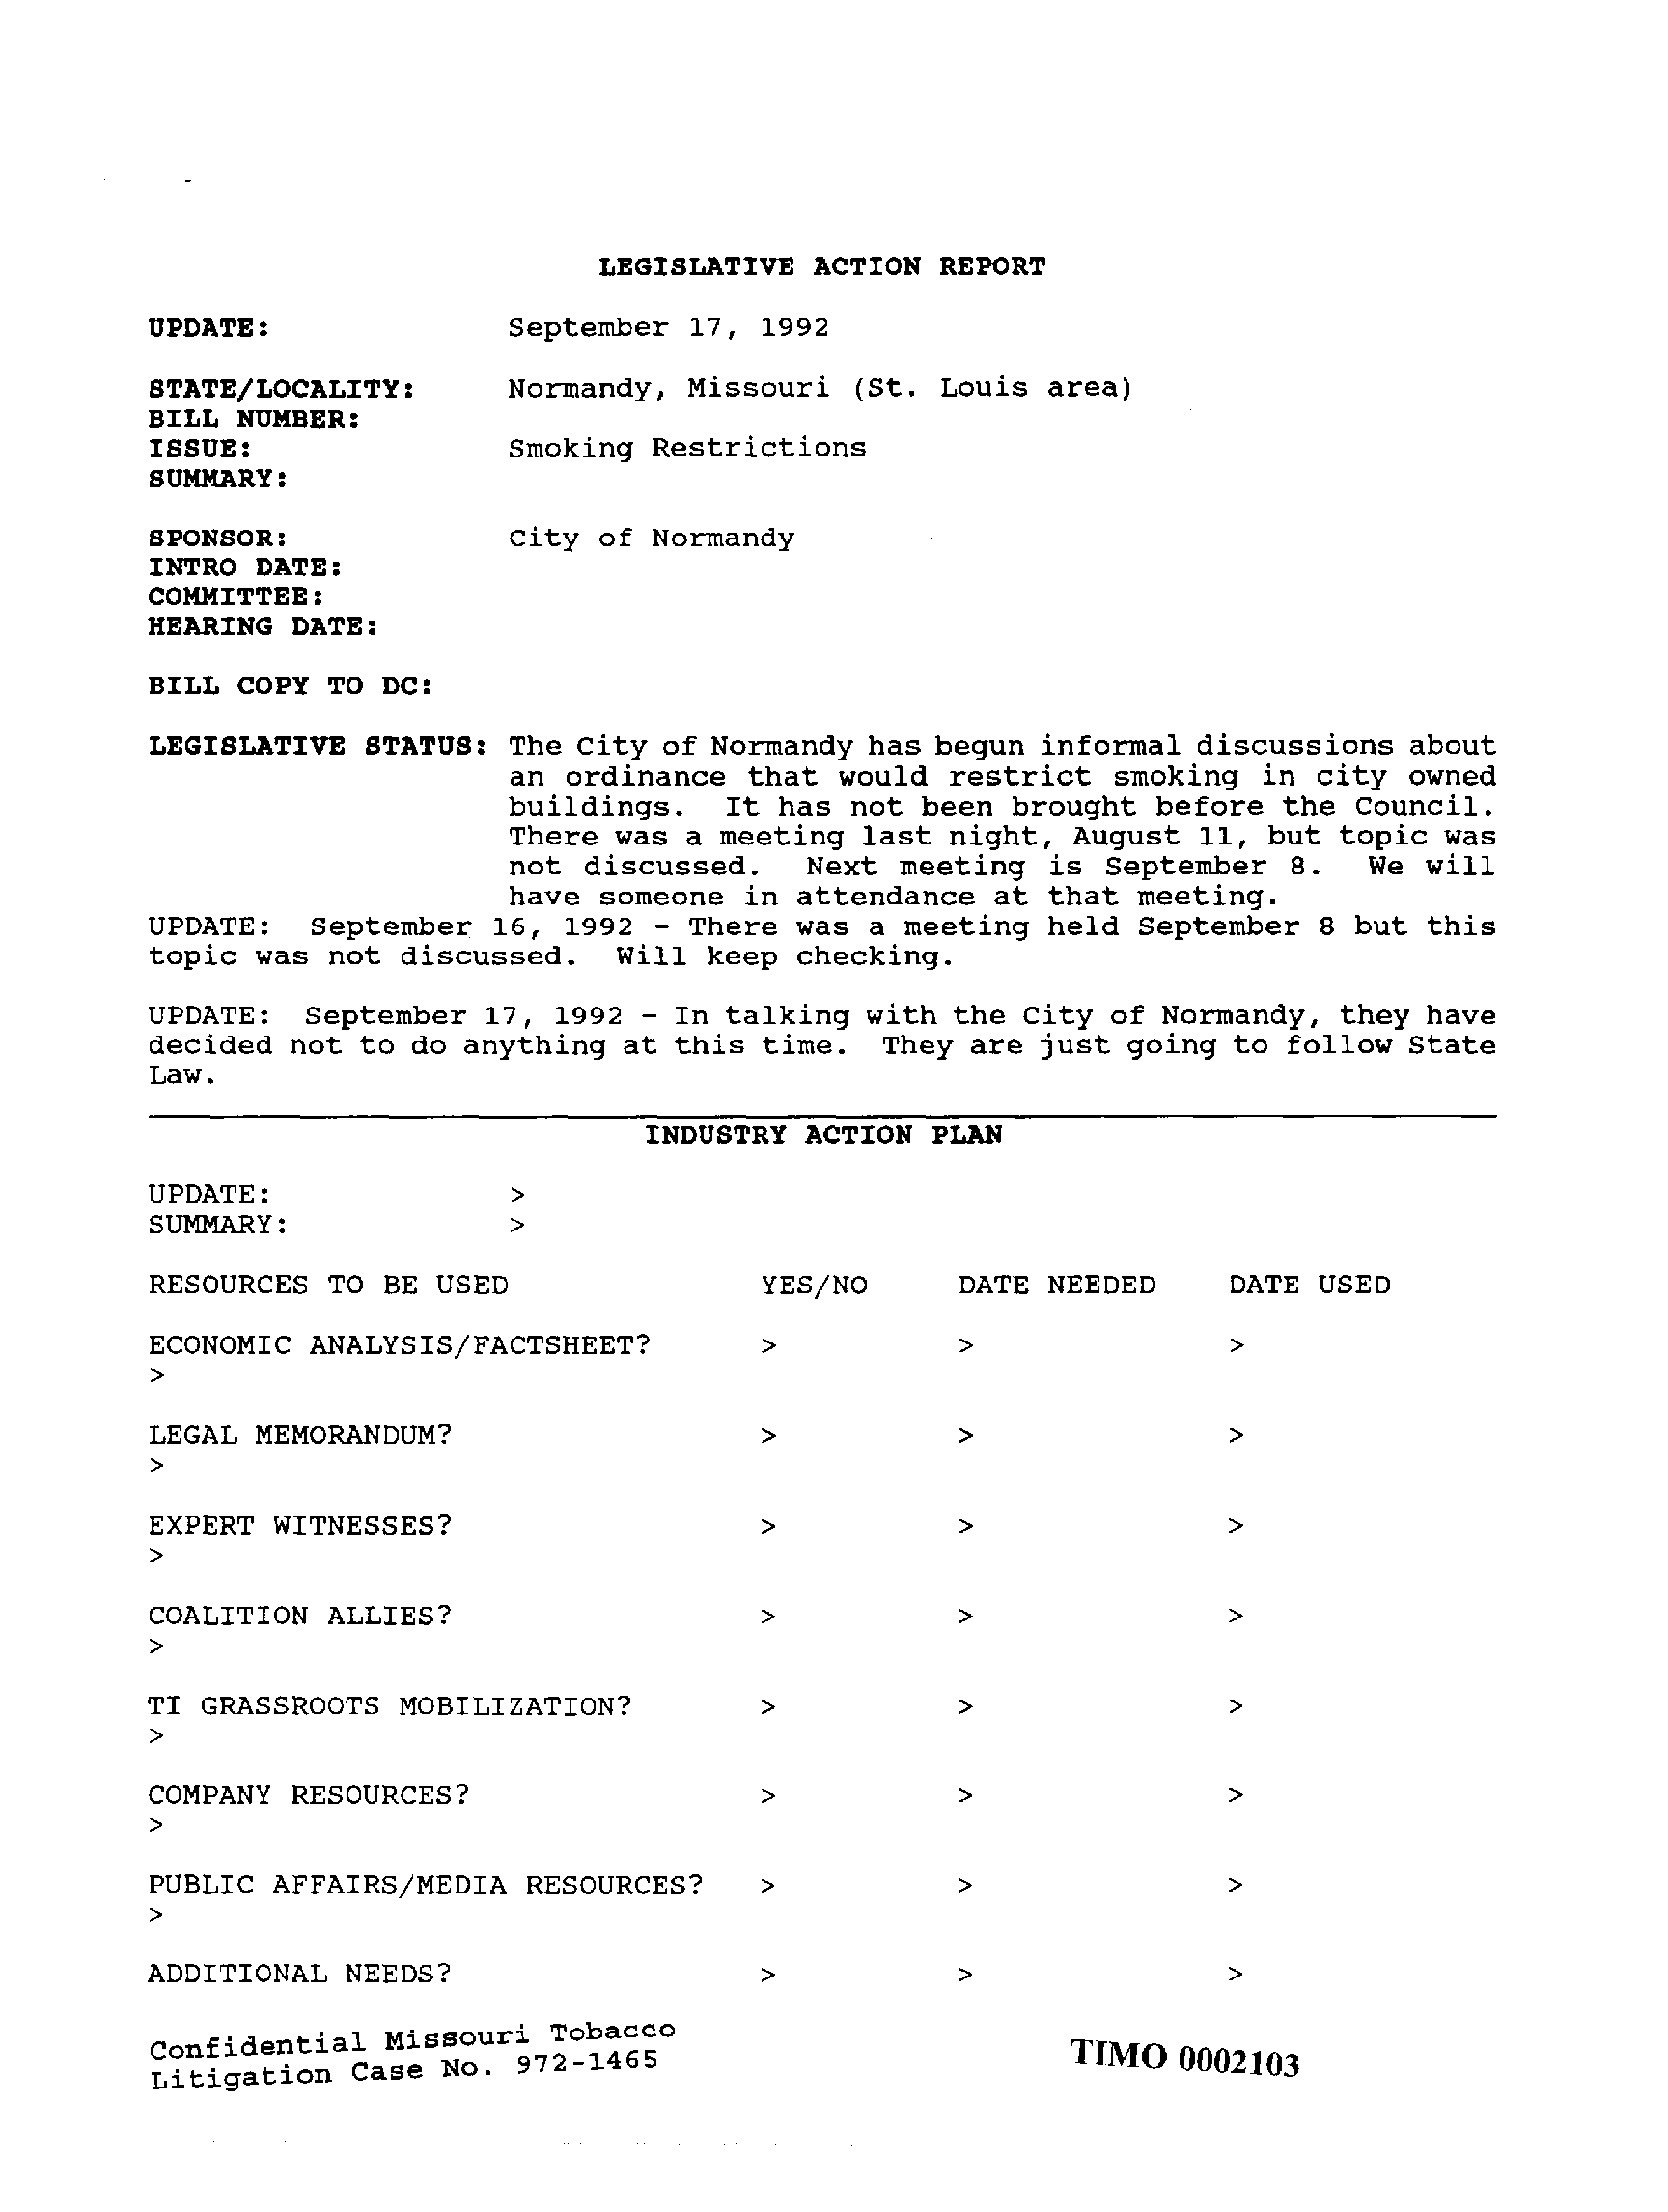 LEGISLATIVE ACTION REPORT
UPDATE: September 17, 1992
STATE/LOCALITY: Normandy, Missouri (St. Louis area)
BILL NUMBER:
ISSUE: Smoking Restrictions
SUMMARY:
SPONSOR: City of Normandy
INTRO DATE:
COMMITTEE:
HEARING DATE:
BILL COPY TO DC:
LEGISLATIVE STATUS: The City of Normandy has begun informal discussions about
an ordinance that would restrict smoking in city owned
buildings. It has not been brought before the Council.
There was a meeting last night, August 11, but topic was
not discussed. Next meeting is September 8. We will
have someone in attendance at that meeting.
UPDATE: September 16, 1992 - There was a meeting held September 8 but this
topic was not discussed. Will keep checking.
UPDATE: September 17, 1992 - In talking with the City of Normandy, they have
decided not to do anything at this time. They are just going to follow State
Law.
INDUSTRY ACTION PLAN
UPDATE: >
SUMMARY: >
RESOURCES TO BE USED YES/NO DATE NEEDED DATE USED
ECONOMIC ANALYSIS/FACTSHEET? > > >
>
LEGAL MEMORANDUM? > > >
>
EXPERT WITNESSES? > > >
>
COALITION ALLIES? > > >
>
TI GRASSROOTS MOBILIZATION? > > >
>
COMPANY RESOURCES? > > >
>
PUBLIC AFFAIRS/MEDIA RESOURCES? > > >
>
ADDITIONAL NEEDS? > > >
Confidential Missouri Tobacco
Litigation Case No. 972-1465
TIMO 0002103